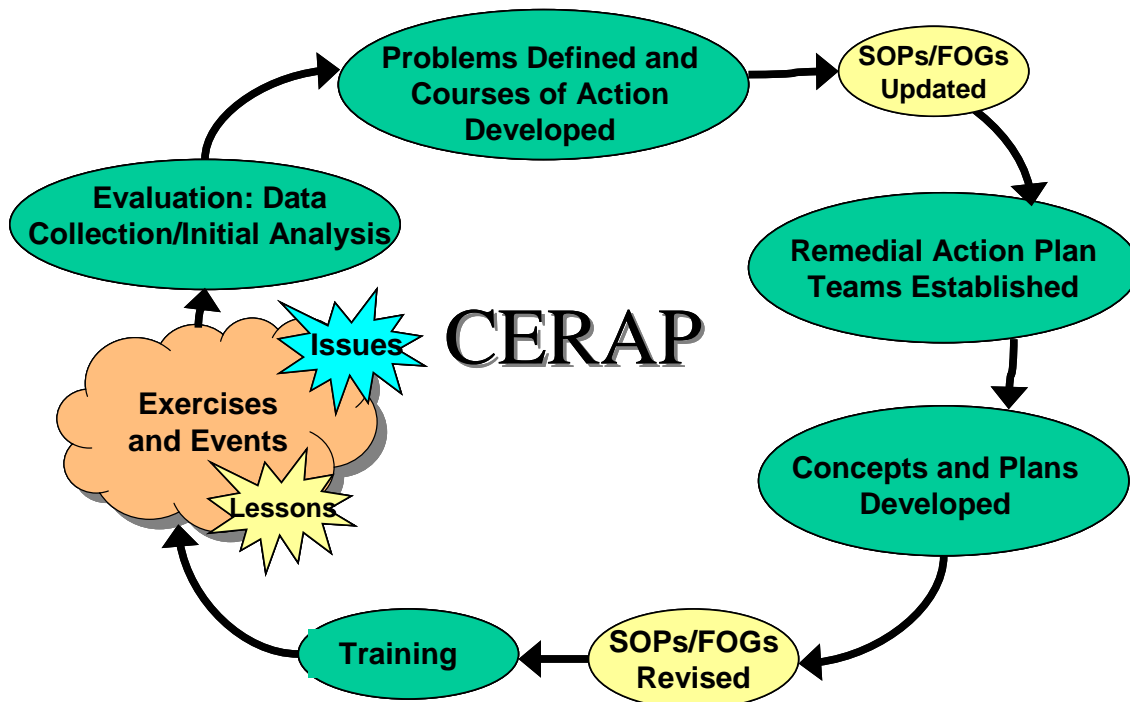 Problems Defined and
Courses of Action
Developed
SOPs/FOGs
Updated
Evaluation: Data
Collection/Initial Analysis
Remedial Action Plan
Teams Established
CERAP
Issues
Exercises
and Events
Lessons
Concepts and Plans
Developed
Training
SOPs/FOGs
Revised